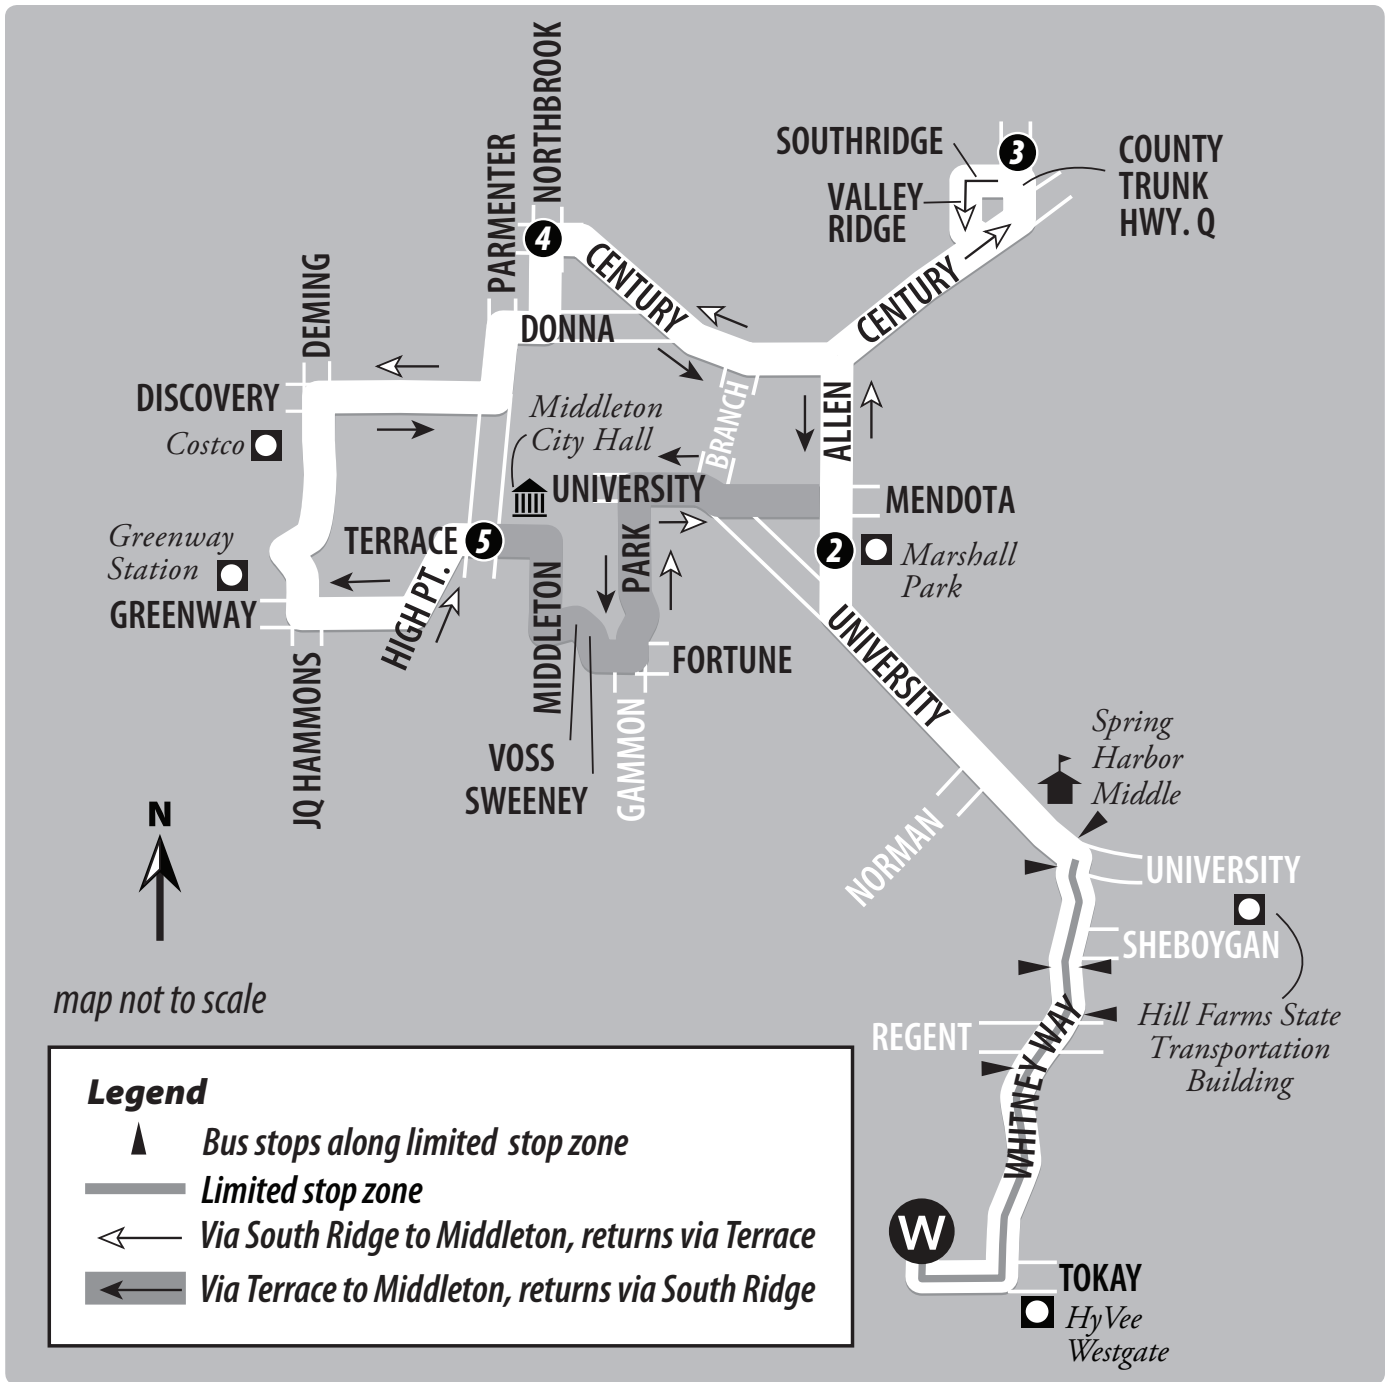 NORTHBROOK
PARMENTER
SOUTHRIDGE
3
COUNTY
TRUNK
HWY. Q
VALLEY
RIDGE
4
CENTURY
CENTURY
DEMING
DONNA
DISCOVERY
Costco
Middleton
City Hall
BRANCH
ALLEN
UNIVERSITY
MENDOTA
Greenway
Station
TERRACE
5
PARK
2
Marshall
Park
GREENWAY
HIGH PT.
MIDDLETON
UNIVERSITY
FORTUNE
JQ HAMMONS
GAMMON
VOSS
SWEENEY
Spring
Harbor
Middle
NORMAN
UNIVERSITY
SHEBOYGAN
N
map not to scale
REGENT
WHITNEY WAY
Hill Farms State
Transportation
Building
W
TOKAY
HyVee
Westgate
Legend
Bus stops along limited stop zone
Limited stop zone
Via South Ridge to Middleton, returns via Terrace
Via Terrace to Middleton, returns via South Ridge